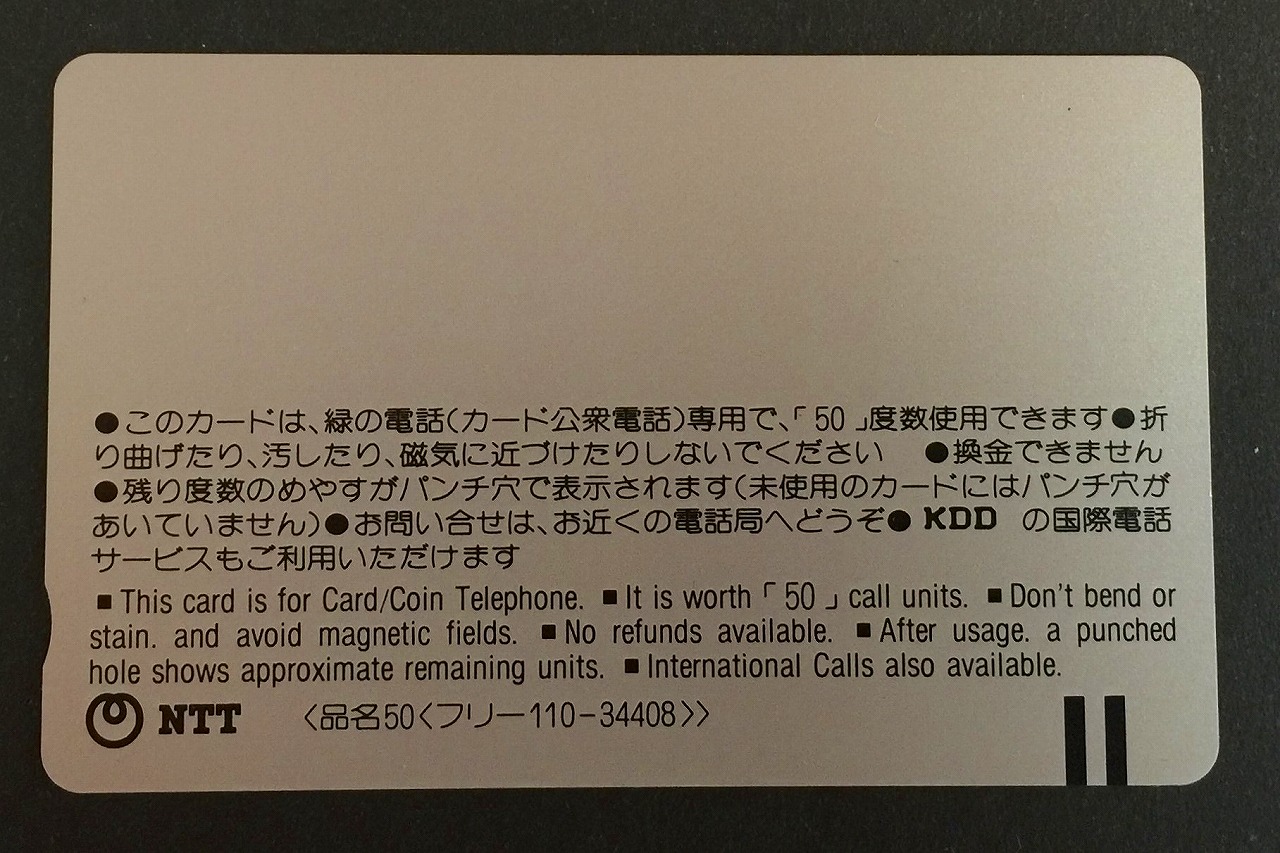 ●このカードは、緑の電話(カード公衆電話)専用で、「50」度数使用できます●折
り曲げたり、汚したり、磁気に近づけたりしないでください　●換金できません
●残り度数のめやすがパンチ穴で表示されます(未使用のカードにはパンチ穴が
あいていません)●お問い合せは、お近くの電話局へどうぞ● KDD の国際電話
サービスもご利用いただけます
■This card is for Card/Coin Telephone. ■It is worth「50」call units. ■Don't bend or
stain. and avoid magnetic fields. ■No refunds available. ■After usage. a punched
hole shows approximate remaining units. ■International Calls also available.
NTT 〈品名50〈フリー110−34408〉〉